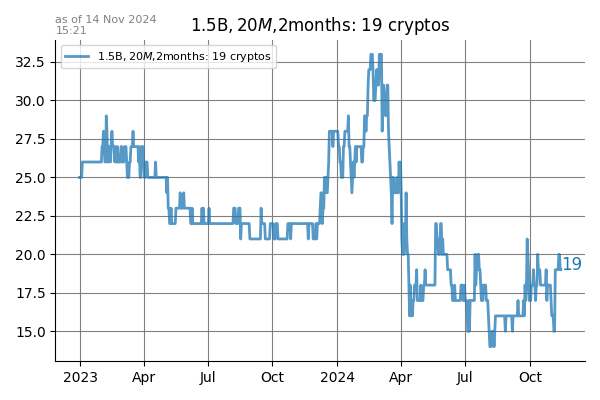 as of 14 Nov 2024
15:21
1.5B, 20M,2months: 19 cryptos
1.5B, 20M,2months: 19 cryptos
32.5
30.0
27.5
25.0
22.5
20.0
17.5
15.0
19
2023 Apr Jul Oct 2024 Apr Jul Oct